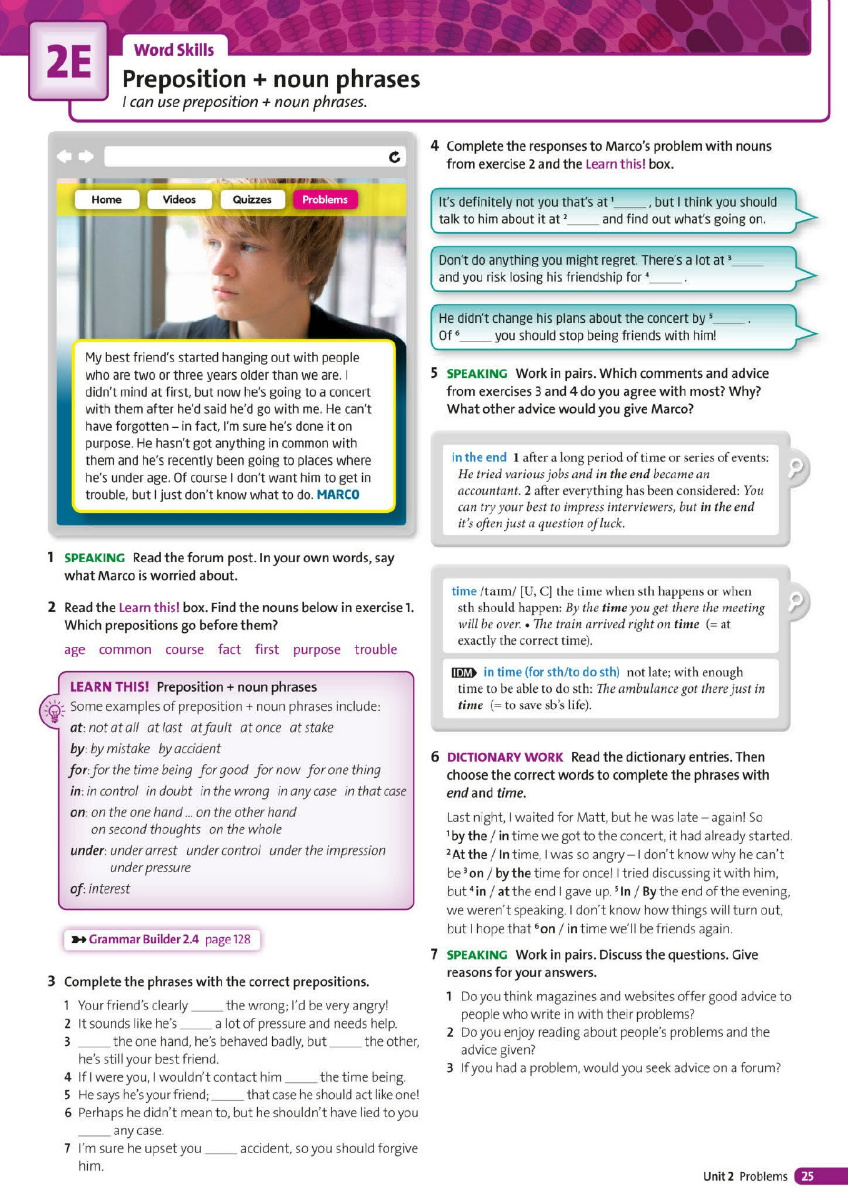 2E
Word Skills
Preposition + noun phrases
I can use preposition + noun phrases.
Home
Videos
Quizzes
Problems
My best friend's started hanging out with people
who are two or three years older than we are. I
didn't mind at first, but now he's going to a concert
with them after he'd said he'd go with me. He can't
have forgotten – in fact, I'm sure he's done it on
purpose. He hasn't got anything in common with
them and he's recently been going to places where
he's under age. Of course I don't want him to get in
trouble, but I just don't know what to do. MARCO
1 SPEAKING Read the forum post. In your own words, say
what Marco is worried about.
2 Read the Learn this! box. Find the nouns below in exercise 1.
Which prepositions go before them?
age common course fact first purpose trouble
LEARN THIS! Preposition + noun phrases
Some examples of preposition + noun phrases include:
at: not at all at last at fault at once at stake
by: by mistake by accident
for: for the time being for good for now for one thing
in: in control in doubt in the wrong in any case in that case
on: on the one hand ... on the other hand
on second thoughts on the whole
under: under arrest under control under the impression
under pressure
of: interest
Grammar Builder 2.4 page 128
3 Complete the phrases with the correct prepositions.
1 Your friend's clearly _____ the wrong; I'd be very angry!
2 It sounds like he's _____ a lot of pressure and needs help.
3 _____ the one hand, he's behaved badly, but _____ the other,
he's still your best friend.
4 If I were you, I wouldn't contact him _____ the time being.
5 He says he's your friend; _____ that case he should act like one!
6 Perhaps he didn't mean to, but he shouldn't have lied to you
_____ any case.
7 I'm sure he upset you _____ accident, so you should forgive
him.
4 Complete the responses to Marco's problem with nouns
from exercise 2 and the Learn this! box.
It's definitely not you that's at ¹_____ , but I think you should
talk to him about it at ²_____ and find out what's going on.
Don't do anything you might regret. There's a lot at ³_____
and you risk losing his friendship for ⁴_____ .
He didn't change his plans about the concert by ⁵_____ .
Of ⁶_____ you should stop being friends with him!
5 SPEAKING Work in pairs. Which comments and advice
from exercises 3 and 4 do you agree with most? Why?
What other advice would you give Marco?
in the end 1 after a long period of time or series of events:
He tried various jobs and in the end became an
accountant. 2 after everything has been considered: You
can try your best to impress interviewers, but in the end
it's often just a question of luck.
time /taɪm/ [U, C] the time when sth happens or when
sth should happen: By the time you get there the meeting
will be over. • The train arrived right on time (= at
exactly the correct time).
IDM in time (for sth/to do sth) not late; with enough
time to be able to do sth: The ambulance got there just in
time (= to save sb's life).
6 DICTIONARY WORK Read the dictionary entries. Then
choose the correct words to complete the phrases with
end and time.
Last night, I waited for Matt, but he was late – again! So
¹by the / in time we got to the concert, it had already started.
²At the / In time, I was so angry – I don't know why he can't
be ³on / by the time for once! I tried discussing it with him,
but ⁴in / at the end I gave up. ⁵In / By the end of the evening,
we weren't speaking. I don't know how things will turn out,
but I hope that ⁶on / in time we'll be friends again.
7 SPEAKING Work in pairs. Discuss the questions. Give
reasons for your answers.
1 Do you think magazines and websites offer good advice to
people who write in with their problems?
2 Do you enjoy reading about people's problems and the
advice given?
3 If you had a problem, would you seek advice on a forum?
Unit 2 Problems 25